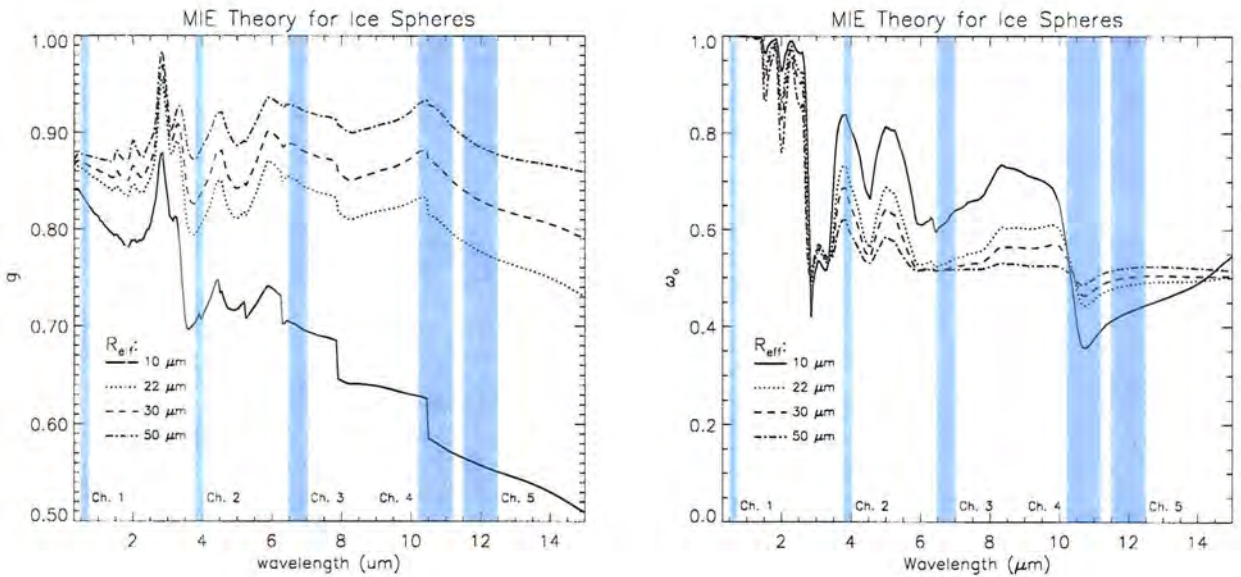 MIE Theory for Ice Spheres
1.00
0.90
0.80
0.70
0.60
0.50
g
R_eff:
10 μm
22 μm
30 μm
50 μm
Ch. 1
Ch. 2
Ch. 3
Ch. 4
Ch. 5
2 4 6 8 10 12 14
wavelength (um)
MIE Theory for Ice Spheres
1.0
0.8
0.6
0.4
0.2
0.0
ω_o
R_eff:
10 μm
22 μm
30 μm
50 μm
Ch. 1
Ch. 2
Ch. 3
Ch. 4
Ch. 5
2 4 6 8 10 12 14
Wavelength (μm)